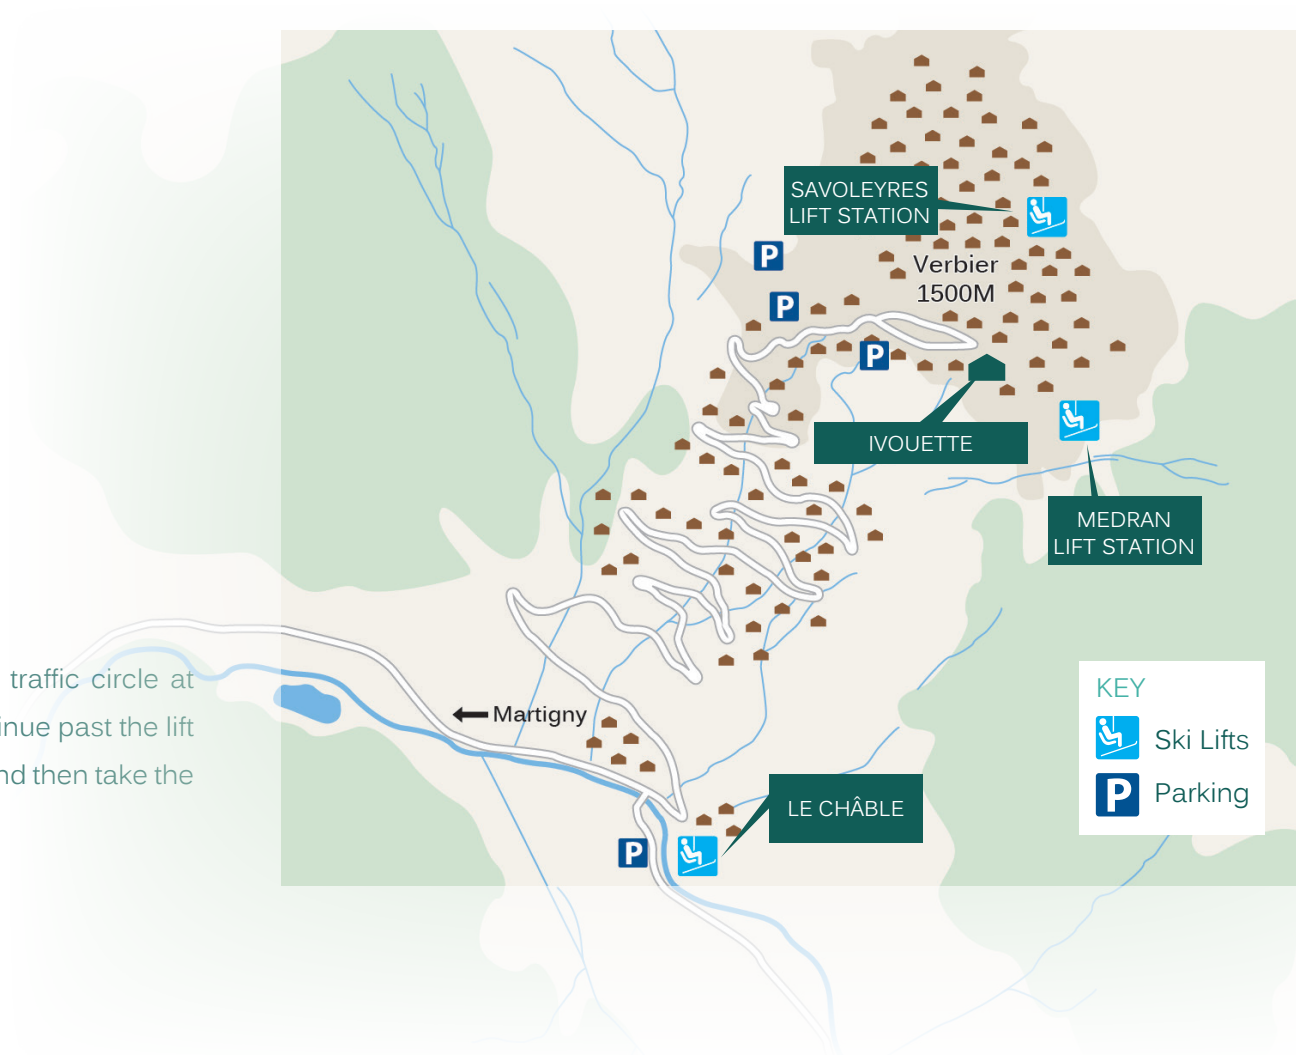 SAVOLEYRES
LIFT STATION
P
Verbier
1500M
P
P
IVOUETTE
MEDRAN
LIFT STATION
traffic circle at
inue past the lift
nd then take the
Martigny
LE CHÂBLE
P
KEY
Ski Lifts
P Parking